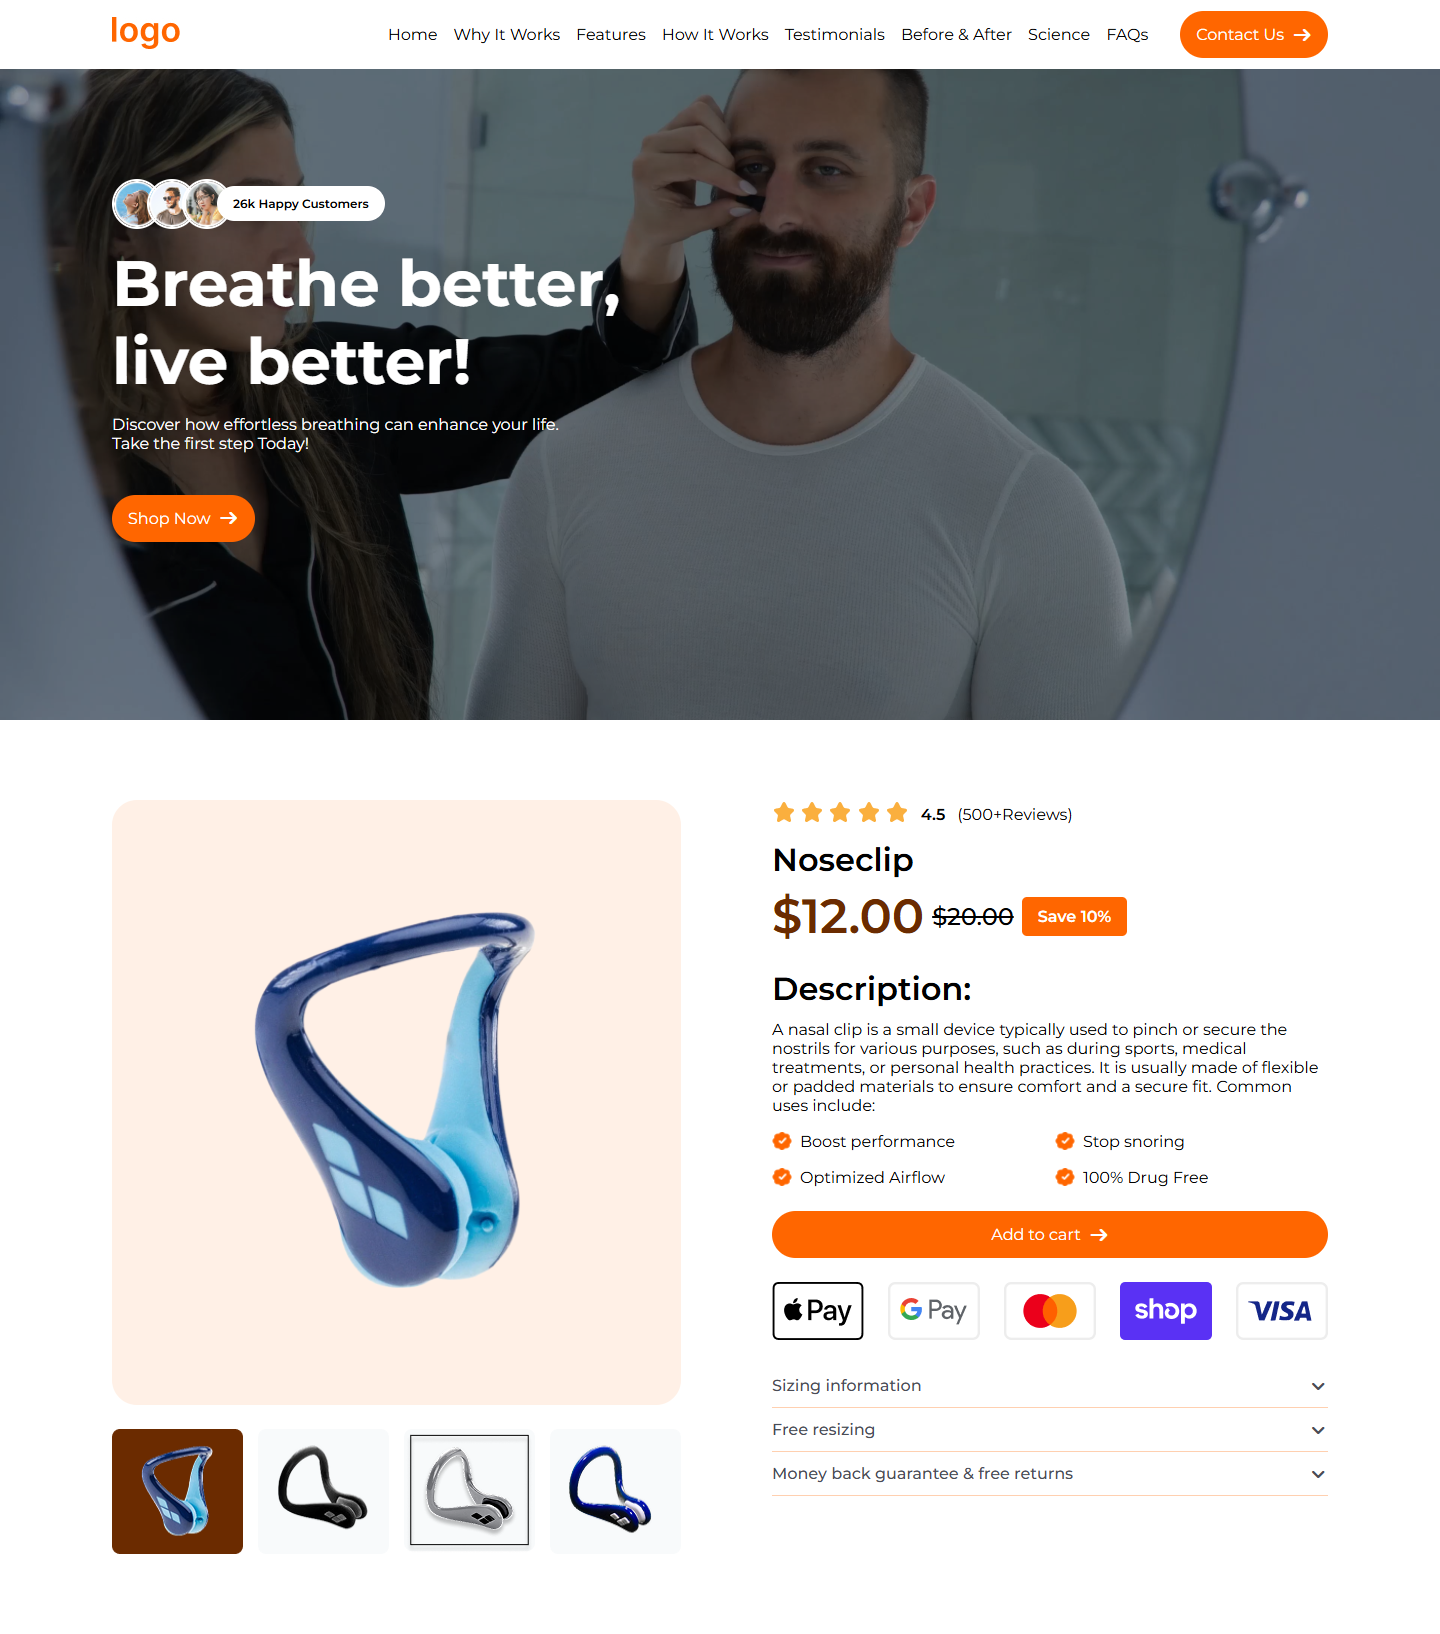 logo
Home Why It Works Features How It Works Testimonials Before & After Science FAQs Contact Us
26k Happy Customers
Breathe better,
live better!
Discover how effortless breathing can enhance your life.
Take the first step Today!
Shop Now
4.5 (500+Reviews)
Noseclip
$12.00 $20.00 Save 10%
Description:
A nasal clip is a small device typically used to pinch or secure the
nostrils for various purposes, such as during sports, medical
treatments, or personal health practices. It is usually made of flexible
or padded materials to ensure comfort and a secure fit. Common
uses include:
Boost performance Stop snoring
Optimized Airflow 100% Drug Free
Add to cart
Pay G Pay shop VISA
Sizing information
Free resizing
Money back guarantee & free returns